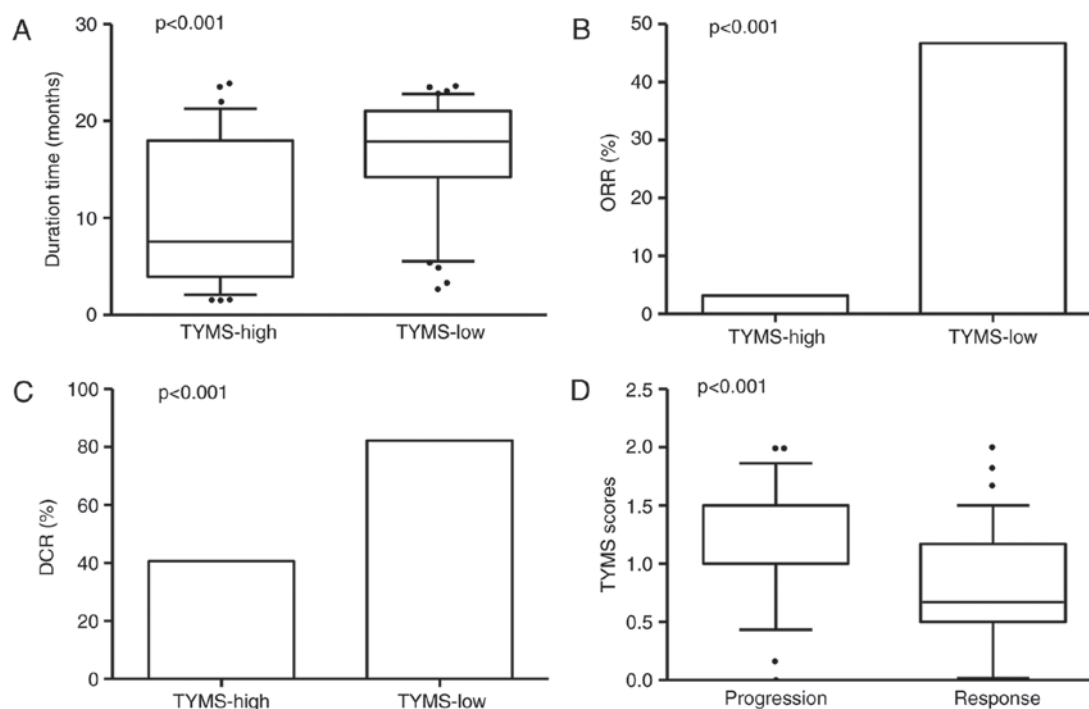 A
p<0.001
Duration time (months)
30
20
10
0
TYMS-high
TYMS-low
B
p<0.001
ORR (%)
50
40
30
20
10
0
TYMS-high
TYMS-low
C
p<0.001
DCR (%)
100
80
60
40
20
0
TYMS-high
TYMS-low
D
p<0.001
TYMS scores
2.5
2.0
1.5
1.0
0.5
0.0
Progression
Response